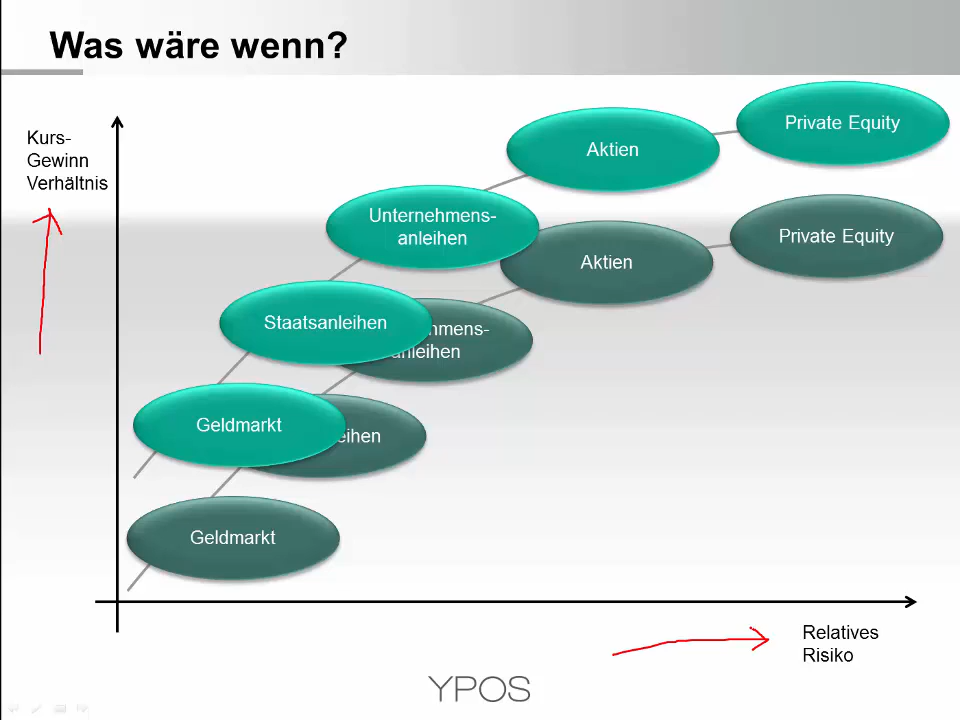 Was wäre wenn?
Kurs-
Gewinn
Verhältnis
Private Equity
Aktien
Unternehmens-
anleihen
Private Equity
Aktien
Staatsanleihen
Geldmarkt
Geldmarkt
Relatives
Risiko
YPOS